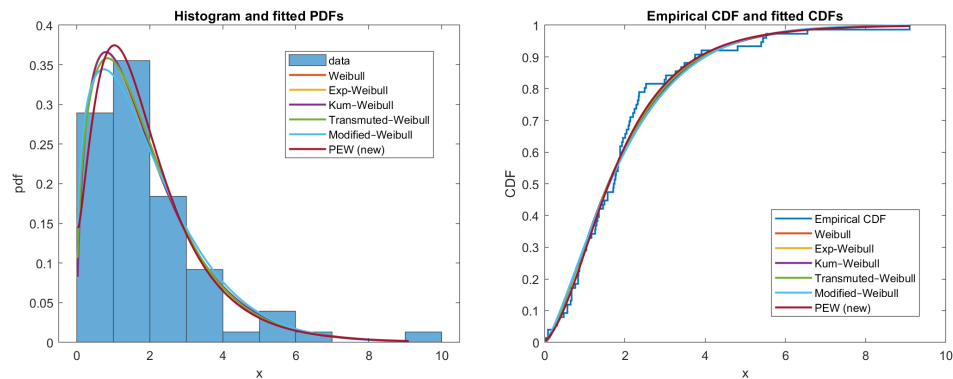 Histogram and fitted PDFs
0.4
0.35
0.3
0.25
0.2
0.15
0.1
0.05
0
pdf
0 2 4 6 8 10
x
data
Weibull
Exp−Weibull
Kum−Weibull
Transmuted−Weibull
Modified−Weibull
PEW (new)
Empirical CDF and fitted CDFs
1
0.9
0.8
0.7
0.6
0.5
0.4
0.3
0.2
0.1
0
CDF
0 2 4 6 8 10
x
Empirical CDF
Weibull
Exp−Weibull
Kum−Weibull
Transmuted−Weibull
Modified−Weibull
PEW (new)